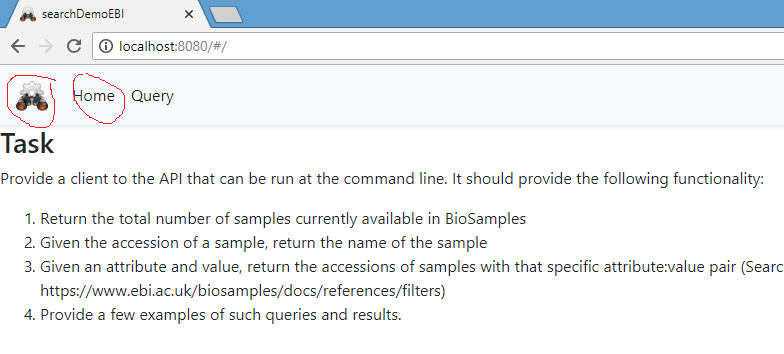 searchDemoEBI
localhost:8080/#/
Home Query
Task
Provide a client to the API that can be run at the command line. It should provide the following functionality:
1. Return the total number of samples currently available in BioSamples
2. Given the accession of a sample, return the name of the sample
3. Given an attribute and value, return the accessions of samples with that specific attribute:value pair (Searc
https://www.ebi.ac.uk/biosamples/docs/references/filters)
4. Provide a few examples of such queries and results.